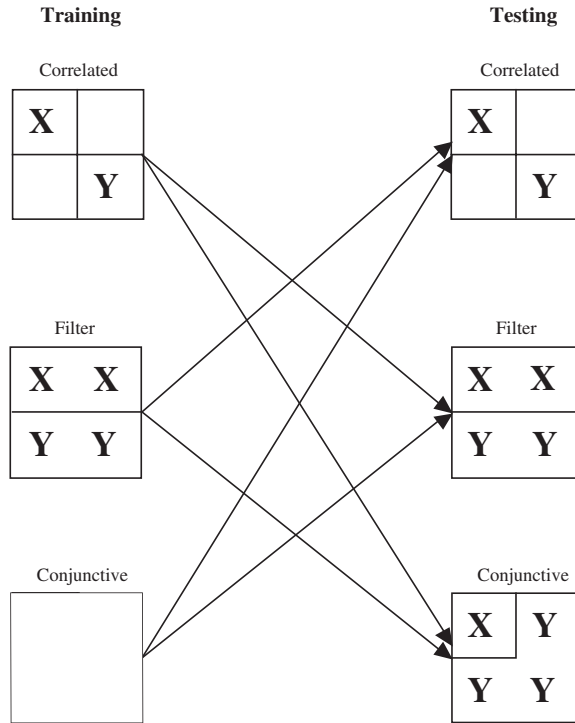 Training Testing
Correlated Correlated
X X
Y Y
Filter Filter
X X X X
Y Y Y Y
Conjunctive Conjunctive
X Y
Y Y